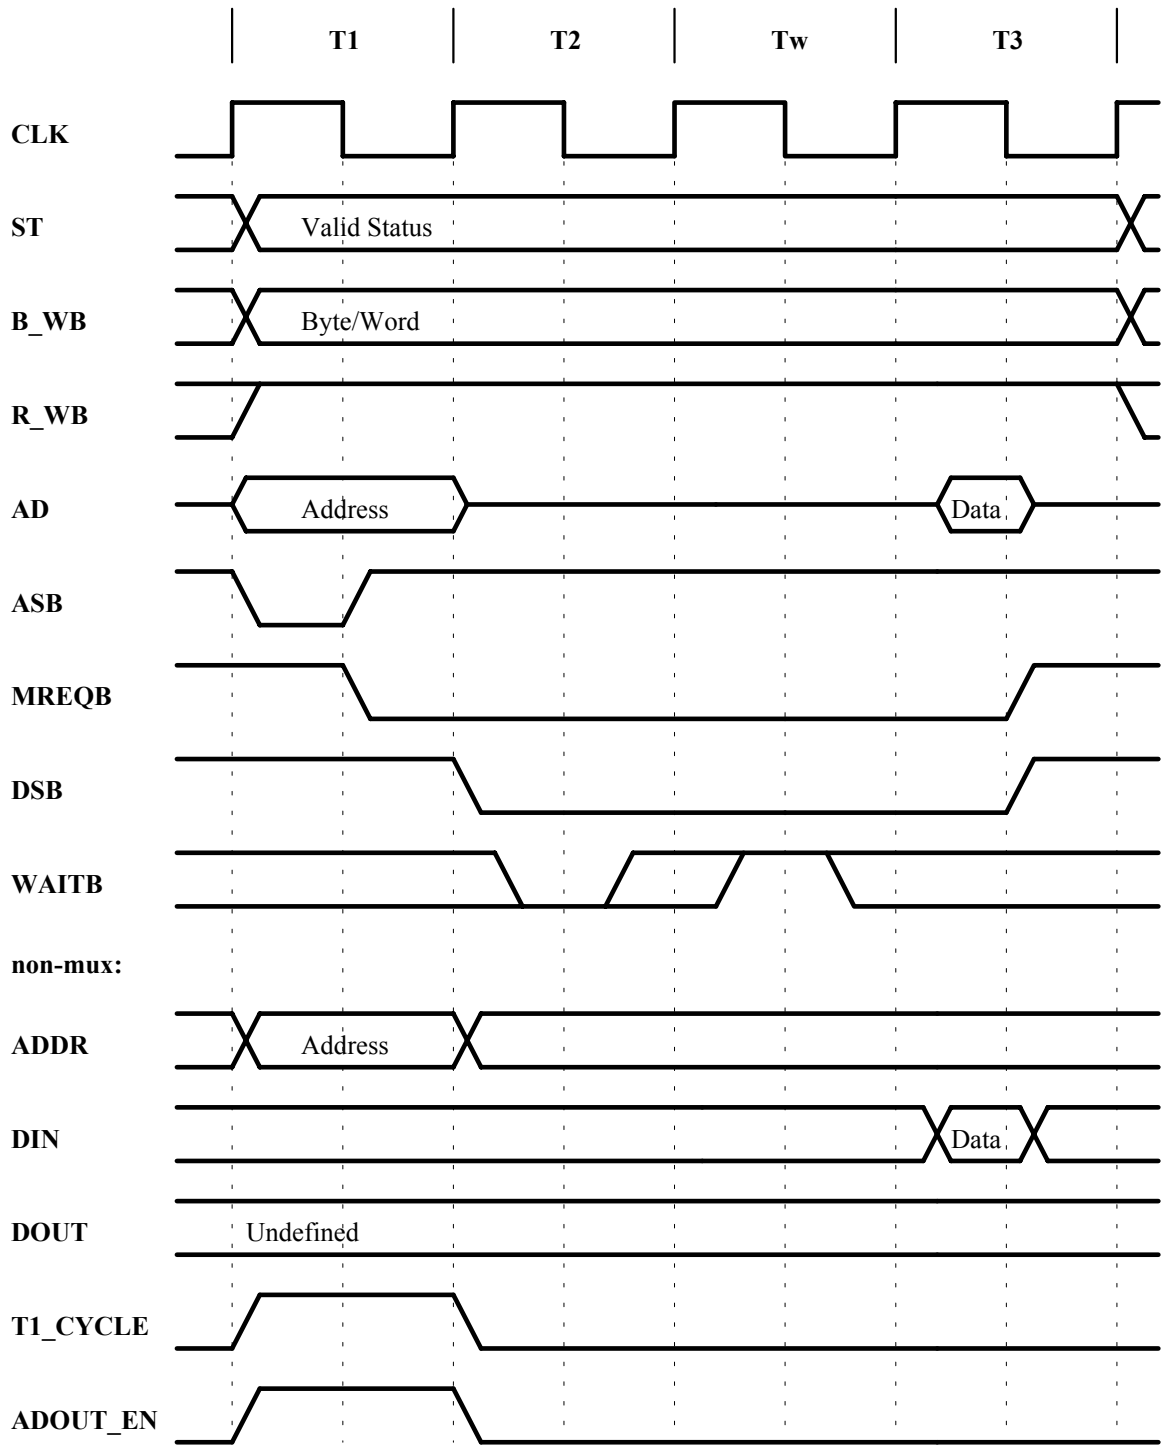 T1 T2 Tw T3
CLK
ST Valid Status
B_WB Byte/Word
R_WB
AD Address Data
ASB
MREQB
DSB
WAITB
non-mux:
ADDR Address
DIN Data
DOUT Undefined
T1_CYCLE
ADOUT_EN